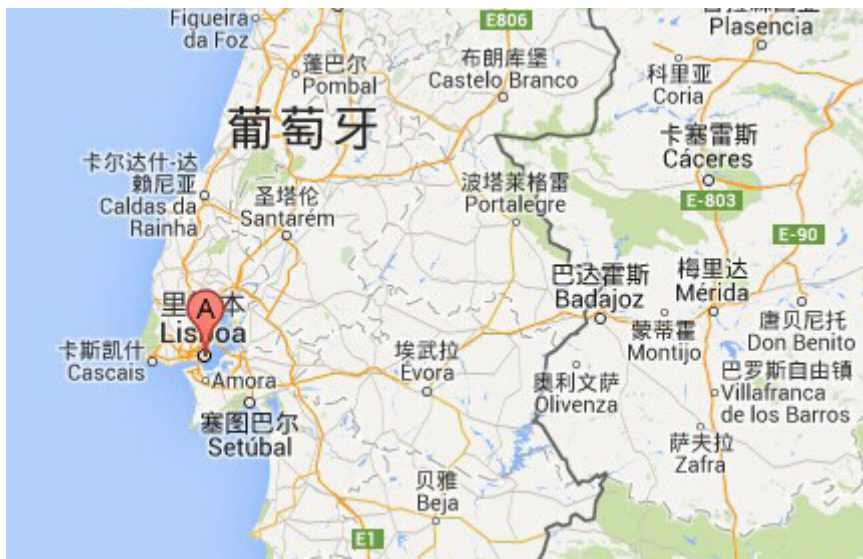 E806
Figueira
da Foz
Plasencia
蓬巴尔
Pombal
布朗库堡
Castelo Branco
科里亚
Coria
葡萄牙
卡塞雷斯
Cáceres
卡尔达什-达
赖尼亚
Caldas da
Rainha
圣塔伦
Santarém
波塔莱格雷
Portalegre
E-803
E-90
巴达霍斯
Badajoz
梅里达
Mérida
里 本
A
Lisboa
卡斯凯什
Cascais
埃武拉
Évora
蒙蒂霍
Montijo
唐贝尼托
Don Benito
Amora
奥利文萨
Olivenza
巴罗斯自由镇
Villafranca
de los Barros
塞图巴尔
Setúbal
萨夫拉
Zafra
贝雅
Beja
E1